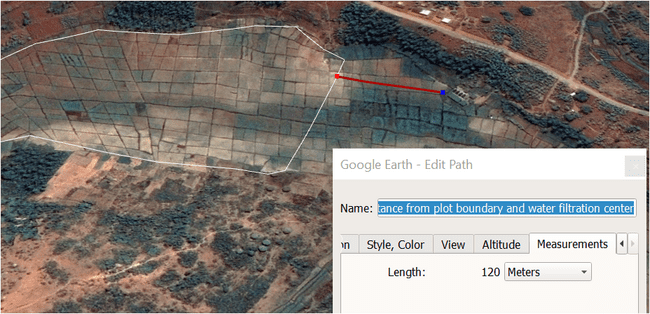 Google Earth - Edit Path
Name: tance from plot boundary and water filtration center
on Style, Color View Altitude Measurements
Length: 120 Meters